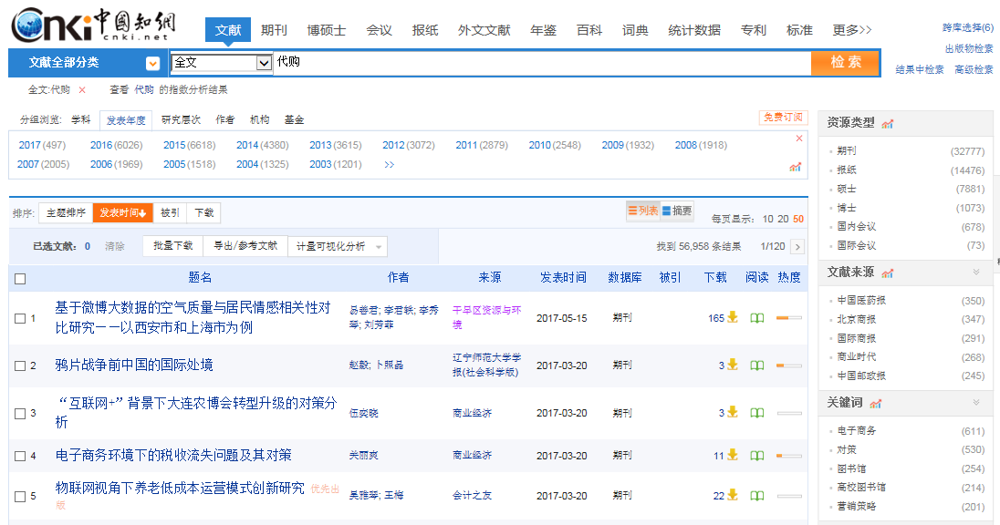 Cnki 中国知网
cnki.net
文献 期刊 博硕士 会议 报纸 外文文献 年鉴 百科 词典 统计数据 专利 标准 更多>>
跨库选择(6)
出版物检索
文献全部分类 全文 代购 检索
结果中检索 高级检索
全文:代购 × 查看 代购 的指数分析结果
分组浏览: 学科 发表年度 研究层次 作者 机构 基金 免费订阅
2017(497) 2016(6026) 2015(6618) 2014(4380) 2013(3615) 2012(3072) 2011(2879) 2010(2548) 2009(1932) 2008(1918) ×
2007(2005) 2006(1969) 2005(1518) 2004(1325) 2003(1201) >>
排序: 主题排序 发表时间↓ 被引 下载 列表 摘要 每页显示: 10 20 50
已选文献: 0 清除 批量下载 导出/参考文献 计量可视化分析 找到 56,958 条结果 1/120 >
题名 作者 来源 发表时间 数据库 被引 下载 阅读 热度
1 基于微博大数据的空气质量与居民情感相关性对
比研究——以西安市和上海市为例
易善君; 李君轶; 李秀
琴; 刘芳菲
干旱区资源与环
境
2017-05-15 期刊 165
2 鸦片战争前中国的国际处境 赵毅; 卜照晶
辽宁师范大学学
报(社会科学版)
2017-03-20 期刊 3
3 “互联网+”背景下大连农博会转型升级的对策分
析
伍奕晓 商业经济 2017-03-20 期刊 3
4 电子商务环境下的税收流失问题及其对策 关丽爽 商业经济 2017-03-20 期刊 11
5 物联网视角下养老低成本运营模式创新研究 优先出
版
吴雅琴; 王梅 会计之友 2017-03-20 期刊 22
资源类型
期刊 (32777)
报纸 (14476)
硕士 (7881)
博士 (1073)
国内会议 (678)
国际会议 (73)
文献来源
中国医药报 (350)
北京商报 (347)
国际商报 (291)
商业时代 (268)
中国邮政报 (245)
关键词
电子商务 (611)
对策 (530)
图书馆 (254)
高校图书馆 (214)
营销策略 (201)